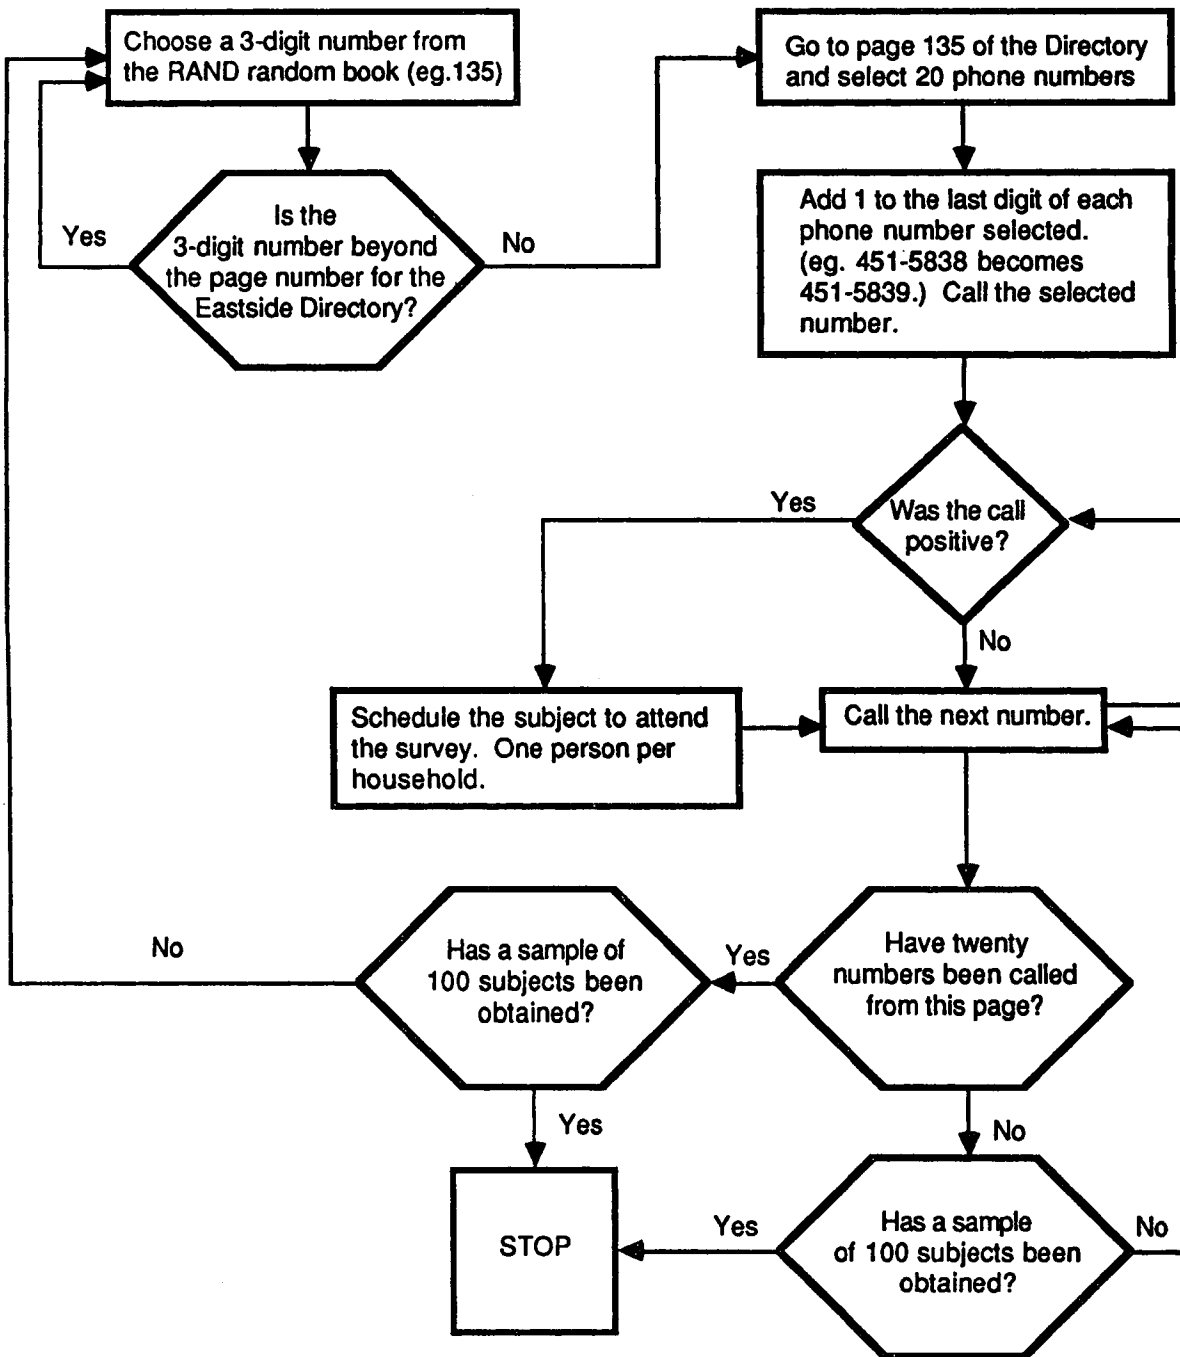 Choose a 3-digit number from
the RAND random book (eg.135)
Go to page 135 of the Directory
and select 20 phone numbers
Is the
3-digit number beyond
the page number for the
Eastside Directory?
Yes
No
Add 1 to the last digit of each
phone number selected.
(eg. 451-5838 becomes
451-5839.) Call the selected
number.
Was the call
positive?
Yes
No
Schedule the subject to attend
the survey. One person per
household.
Call the next number.
Have twenty
numbers been called
from this page?
Yes
No
Has a sample of
100 subjects been
obtained?
No
Yes
STOP
Has a sample
of 100 subjects been
obtained?
Yes
No